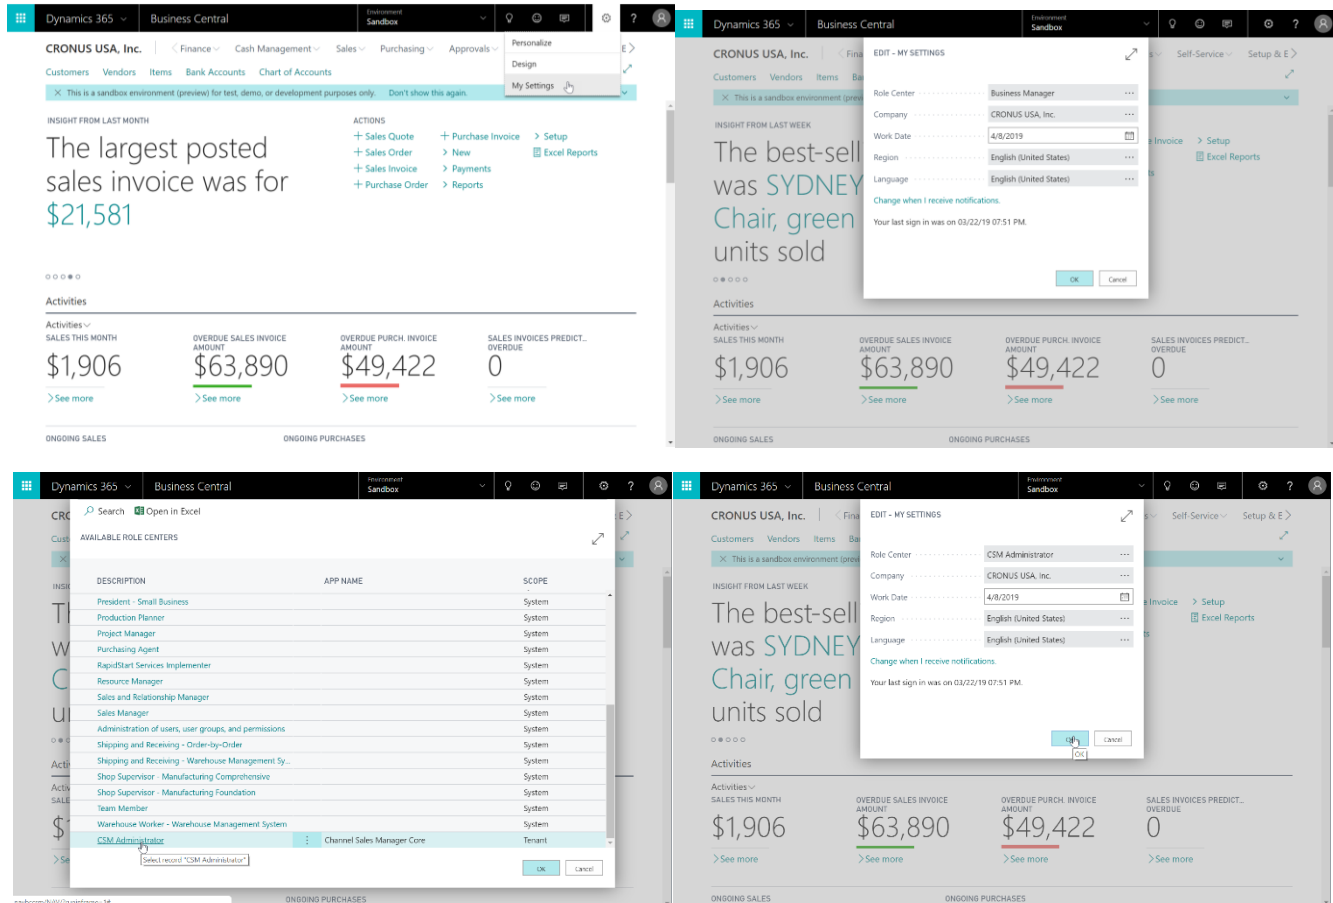 Dynamics 365 Business Central Environment Sandbox ?
CRONUS USA, Inc. Finance Cash Management Sales Purchasing Approvals E
Personalize
Design
My Settings
Customers Vendors Items Bank Accounts Chart of Accounts
This is a sandbox environment (preview) for test, demo, or development purposes only. Don't show this again.
INSIGHT FROM LAST MONTH
The largest posted
sales invoice was for
$21,581
ACTIONS
+ Sales Quote + Purchase Invoice > Setup
+ Sales Order > New Excel Reports
+ Sales Invoice > Payments
+ Purchase Order > Reports
Activities
Activities
SALES THIS MONTH OVERDUE SALES INVOICE AMOUNT OVERDUE PURCH. INVOICE AMOUNT SALES INVOICES PREDICT... OVERDUE
$1,906 $63,890 $49,422 0
>See more >See more >See more >See more
ONGOING SALES ONGOING PURCHASES
Dynamics 365 Business Central Environment Sandbox ?
CRONUS USA, Inc. Fina s Self-Service Setup & E
Customers Vendors Items Ba
This is a sandbox environment (prev
INSIGHT FROM LAST WEEK
The best-sell
was SYDNEY
Chair, green
units sold
e Invoice > Setup
Excel Reports
ts
EDIT - MY SETTINGS
Role Center Business Manager ...
Company CRONUS USA, Inc. ...
Work Date 4/8/2019
Region English (United States) ...
Language English (United States) ...
Change when I receive notifications.
Your last sign in was on 03/22/19 07:51 PM.
OK Cancel
Activities
Activities
SALES THIS MONTH OVERDUE SALES INVOICE AMOUNT OVERDUE PURCH. INVOICE AMOUNT SALES INVOICES PREDICT... OVERDUE
$1,906 $63,890 $49,422 0
>See more >See more >See more >See more
ONGOING SALES ONGOING PURCHASES
Dynamics 365 Business Central Environment Sandbox ?
CRO E
Cust
INSI
Search Open in Excel
AVAILABLE ROLE CENTERS
DESCRIPTION APP NAME SCOPE
President - Small Business System
Production Planner System
Project Manager System
Purchasing Agent System
RapidStart Services Implementer System
Resource Manager System
Sales and Relationship Manager System
Sales Manager System
Administration of users, user groups, and permissions System
Shipping and Receiving - Order-by-Order System
Shipping and Receiving - Warehouse Management Sy... System
Shop Supervisor - Manufacturing Comprehensive System
Shop Supervisor - Manufacturing Foundation System
Team Member System
Warehouse Worker - Warehouse Management System System
CSM Administrator Channel Sales Manager Core Tenant
Select record "CSM Administrator"
OK Cancel
ONGOING PURCHASES
Dynamics 365 Business Central Environment Sandbox ?
CRONUS USA, Inc. Fina s Self-Service Setup & E
Customers Vendors Items Ba
This is a sandbox environment (prev
INSIGHT FROM LAST WEEK
The best-sell
was SYDNEY
Chair, green
units sold
e Invoice > Setup
Excel Reports
ts
EDIT - MY SETTINGS
Role Center CSM Administrator ...
Company CRONUS USA, Inc. ...
Work Date 4/8/2019
Region English (United States) ...
Language English (United States) ...
Change when I receive notifications.
Your last sign in was on 03/22/19 07:51 PM.
Cancel
OK
Activities
Activities
SALES THIS MONTH OVERDUE SALES INVOICE AMOUNT OVERDUE PURCH. INVOICE AMOUNT SALES INVOICES PREDICT... OVERDUE
$1,906 $63,890 $49,422 0
>See more >See more >See more >See more
ONGOING SALES ONGOING PURCHASES